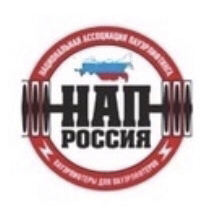 НАЦИОНАЛЬНАЯ АССОЦИАЦИЯ ПАУЭРЛИФТИНГА
НАП
РОССИЯ
ПАУЭРЛИФТЕРЫ ДЛЯ ПАУЭРЛИФТЕРОВ